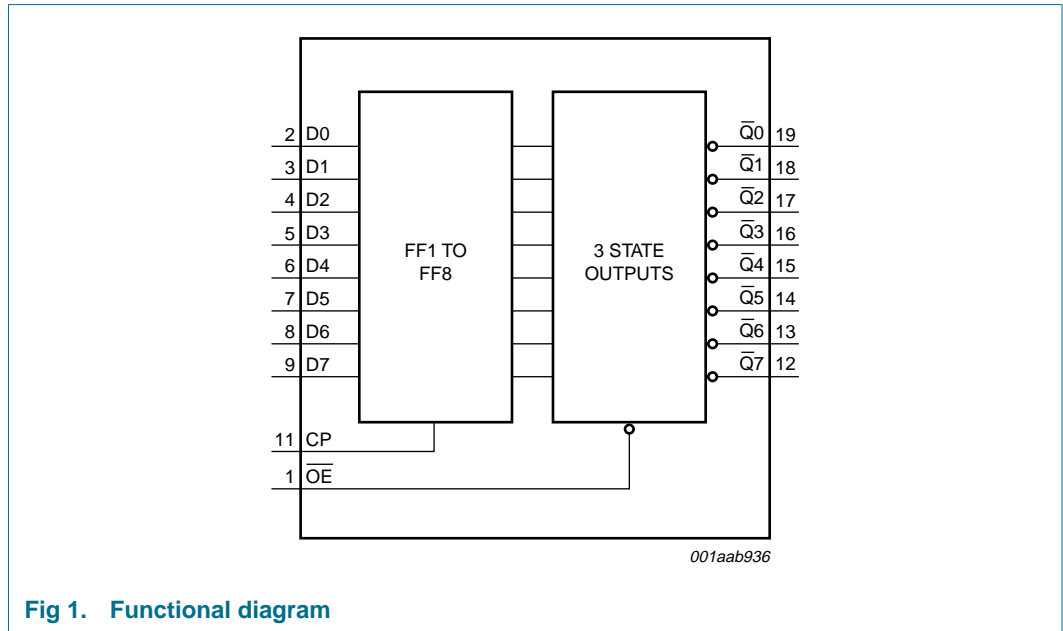 2 D0 Q̅0 19
3 D1 Q̅1 18
4 D2 Q̅2 17
5 D3 Q̅3 16
6 D4 FF1 TO 3 STATE Q̅4 15
FF8 OUTPUTS
7 D5 Q̅5 14
8 D6 Q̅6 13
9 D7 Q̅7 12
11 CP
1 O̅E̅
001aab936
Fig 1. Functional diagram